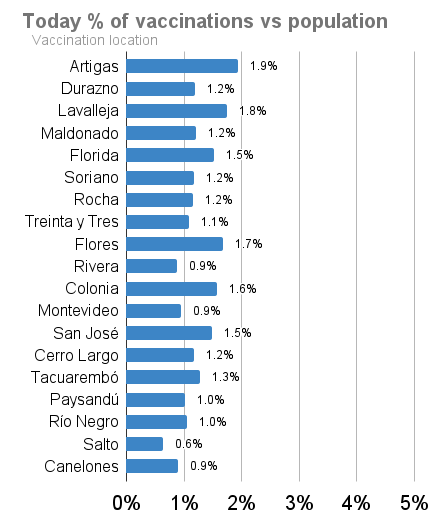 Today % of vaccinations vs population
Vaccination location
Artigas 1.9%
Durazno 1.2%
Lavalleja 1.8%
Maldonado 1.2%
Florida 1.5%
Soriano 1.2%
Rocha 1.2%
Treinta y Tres 1.1%
Flores 1.7%
Rivera 0.9%
Colonia 1.6%
Montevideo 0.9%
San José 1.5%
Cerro Largo 1.2%
Tacuarembó 1.3%
Paysandú 1.0%
Río Negro 1.0%
Salto 0.6%
Canelones 0.9%
0% 1% 2% 3% 4% 5%